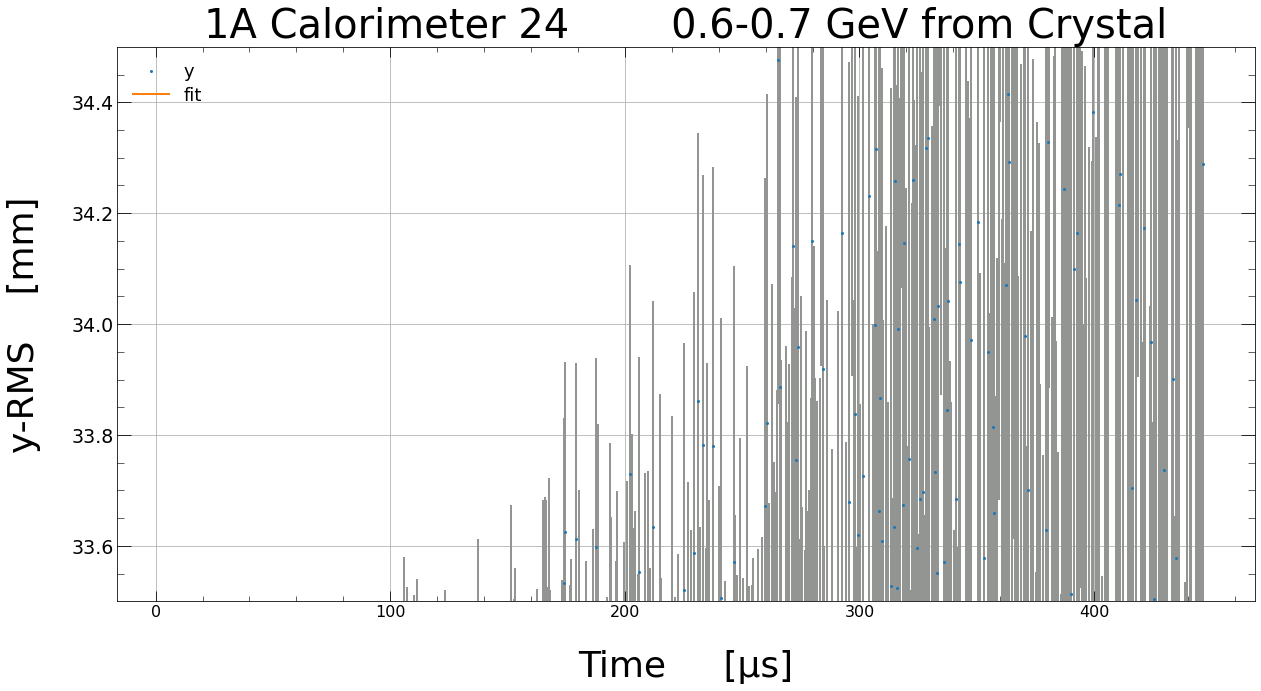 1A Calorimeter 24 0.6-0.7 GeV from Crystal
y
fit
y-RMS [mm]
34.4
34.2
34.0
33.8
33.6
0 100 200 300 400
Time [μs]